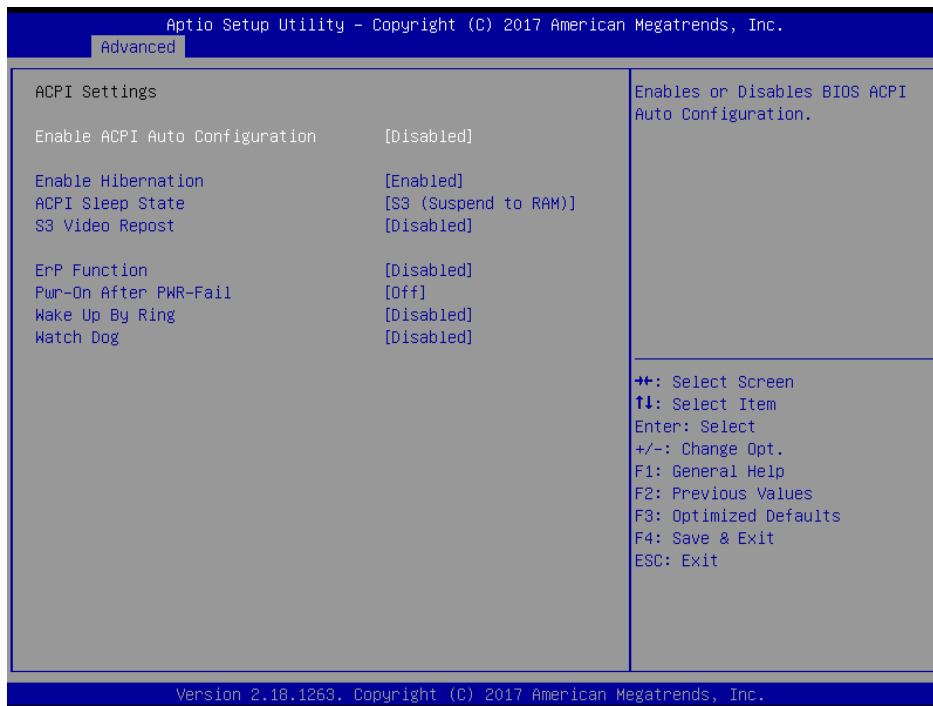 Aptio Setup Utility – Copyright (C) 2017 American Megatrends, Inc.
Advanced
ACPI Settings
Enable ACPI Auto Configuration [Disabled]
Enable Hibernation [Enabled]
ACPI Sleep State [S3 (Suspend to RAM)]
S3 Video Repost [Disabled]
ErP Function [Disabled]
Pwr-On After PWR-Fail [Off]
Wake Up By Ring [Disabled]
Watch Dog [Disabled]
Enables or Disables BIOS ACPI
Auto Configuration.
→←: Select Screen
↑↓: Select Item
Enter: Select
+/-: Change Opt.
F1: General Help
F2: Previous Values
F3: Optimized Defaults
F4: Save & Exit
ESC: Exit
Version 2.18.1263. Copyright (C) 2017 American Megatrends, Inc.